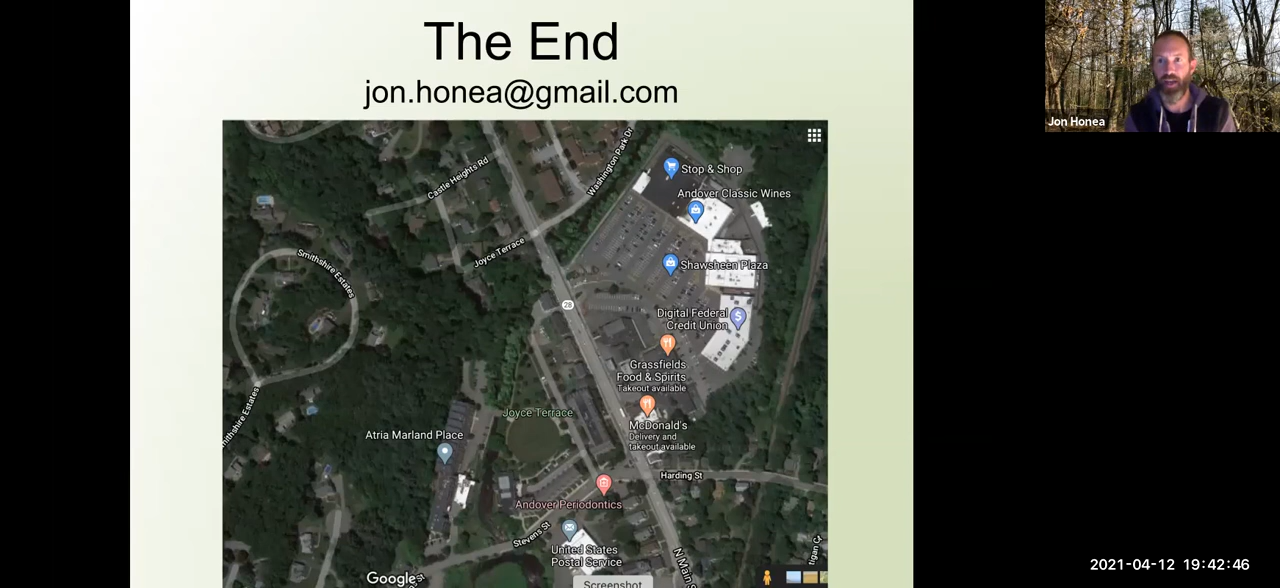 The End
jon.honea@gmail.com
Jon Honea
Washington Park Dr
Castle Heights Rd
Stop & Shop
Andover Classic Wines
Joyce Terrace
Smithshire Estates
Shawsheen Plaza
28
Digital Federal
Credit Union
Grassfields
Food & Spirits
Takeout available
Joyce Terrace
McDonald's
Delivery and
takeout available
Atria Marland Place
Harding St
Andover Periodontics
Stevens St
United States
Postal Service
N Main
Google
Screenshot
2021-04-12 19:42:46